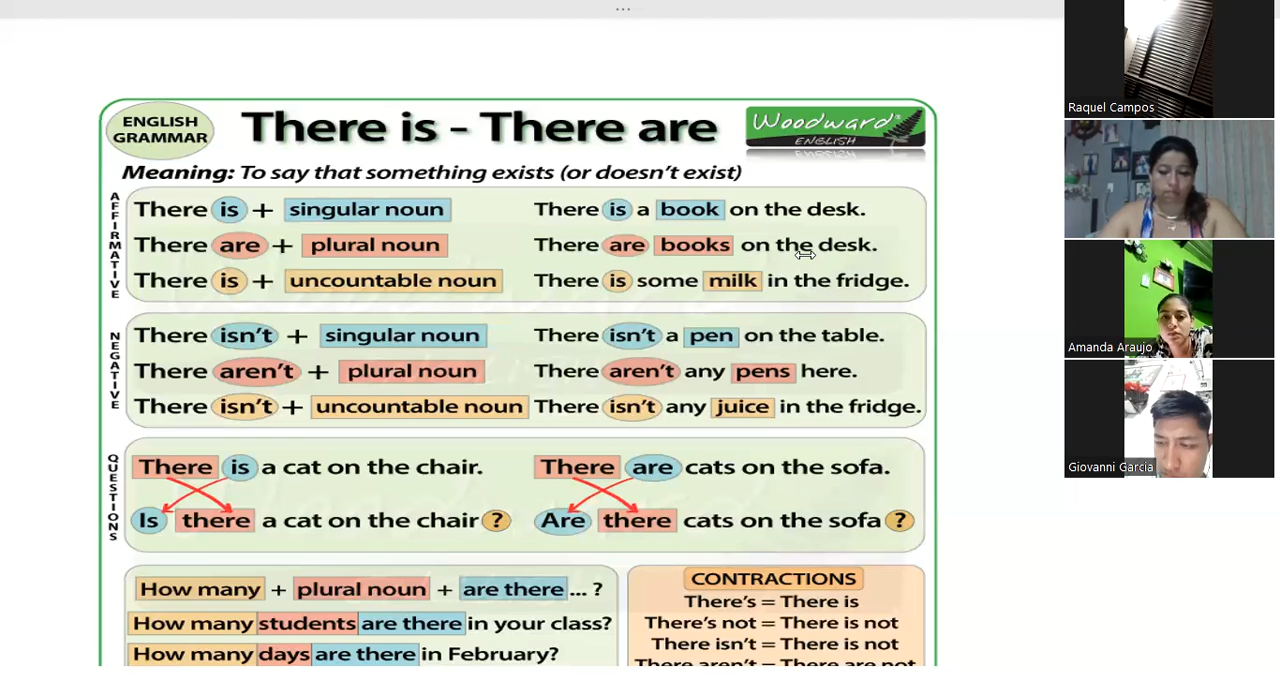 ENGLISH
GRAMMAR
There is - There are
Woodward®
ENGLISH
Meaning: To say that something exists (or doesn't exist)
AFFIRMATIVE
There is + singular noun
There is a book on the desk.
There are + plural noun
There are books on the desk.
There is + uncountable noun
There is some milk in the fridge.
NEGATIVE
There isn't + singular noun
There isn't a pen on the table.
There aren't + plural noun
There aren't any pens here.
There isn't + uncountable noun
There isn't any juice in the fridge.
QUESTIONS
There is a cat on the chair.
Is there a cat on the chair?
There are cats on the sofa.
Are there cats on the sofa?
How many + plural noun + are there ... ?
How many students are there in your class?
How many days are there in February?
CONTRACTIONS
There's = There is
There's not = There is not
There isn't = There is not
There aren't = There are not
Raquel Campos
Amanda Araujo
Giovanni García